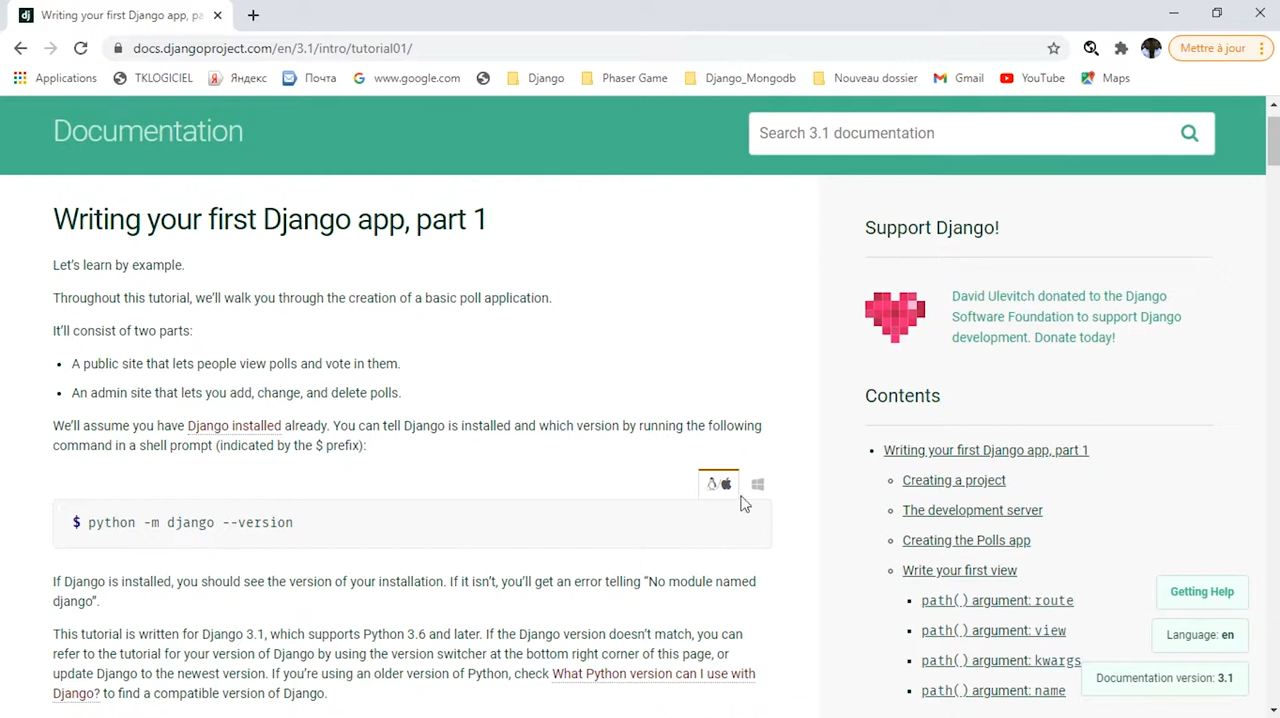 Writing your first Django app, pa
docs.djangoproject.com/en/3.1/intro/tutorial01/
Mettre à jour
Applications
TKLOGICIEL
Яндекс
Почта
www.google.com
Django
Phaser Game
Django_Mongodb
Nouveau dossier
Gmail
YouTube
Maps
Documentation
Search 3.1 documentation
Writing your first Django app, part 1
Let's learn by example.
Throughout this tutorial, we'll walk you through the creation of a basic poll application.
It'll consist of two parts:
• A public site that lets people view polls and vote in them.
• An admin site that lets you add, change, and delete polls.
We'll assume you have Django installed already. You can tell Django is installed and which version by running the following
command in a shell prompt (indicated by the $ prefix):
$ python -m django --version
If Django is installed, you should see the version of your installation. If it isn't, you'll get an error telling “No module named
django”.
This tutorial is written for Django 3.1, which supports Python 3.6 and later. If the Django version doesn't match, you can
refer to the tutorial for your version of Django by using the version switcher at the bottom right corner of this page, or
update Django to the newest version. If you're using an older version of Python, check What Python version can I use with
Django? to find a compatible version of Django.
Support Django!
David Ulevitch donated to the Django
Software Foundation to support Django
development. Donate today!
Contents
Writing your first Django app, part 1
Creating a project
The development server
Creating the Polls app
Write your first view
path() argument: route
path() argument: view
path() argument: kwargs
path() argument: name
Getting Help
Language: en
Documentation version: 3.1